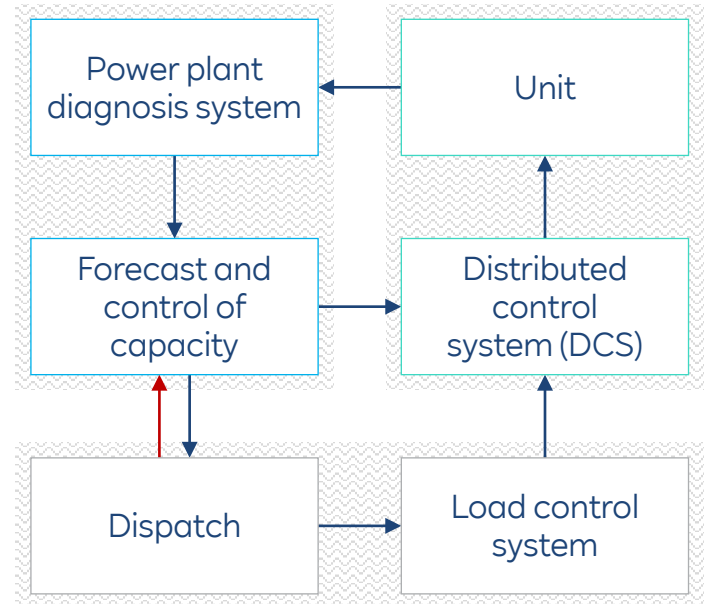 Power plant
diagnosis system
Unit
Forecast and
control of
capacity
Distributed
control
system (DCS)
Dispatch
Load control
system